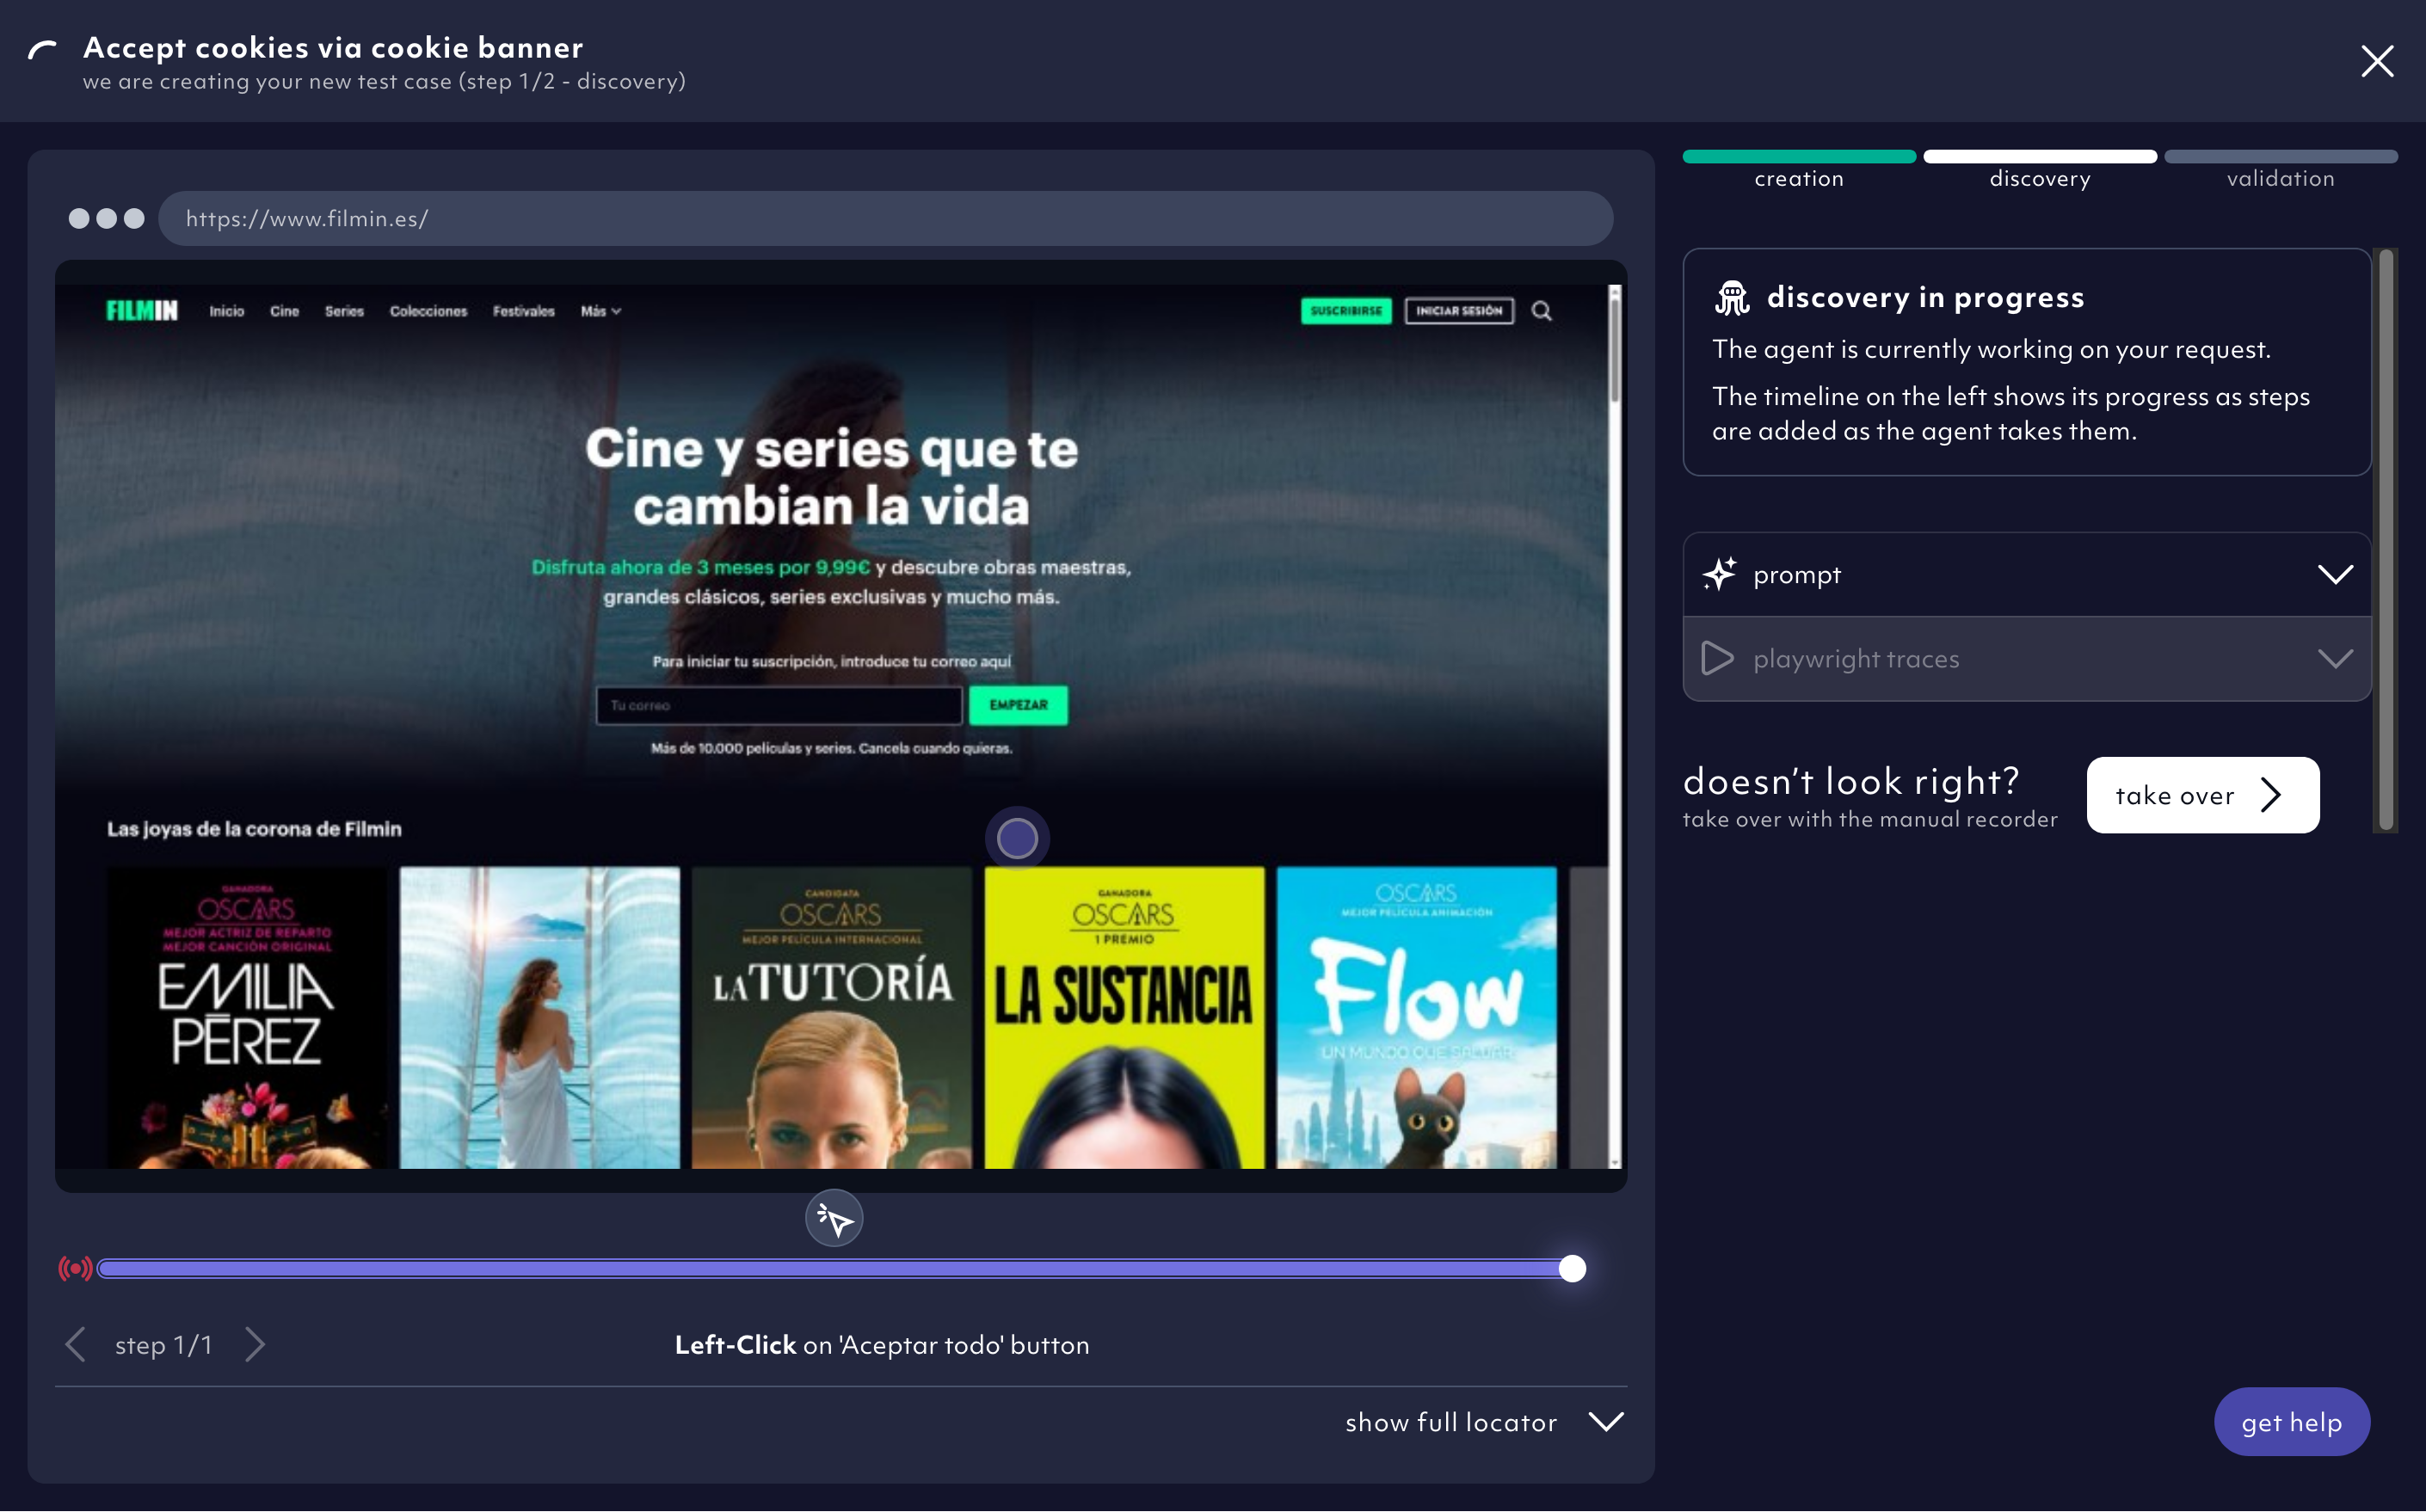 Accept cookies via cookie banner
we are creating your new test case (step 1/2 - discovery)
https://www.filmin.es/
FILMIN Inicio Cine Series Colecciones Festivales Más SUSCRIBIRSE INICIAR SESIÓN
Cine y series que te
cambian la vida
Disfruta ahora de 3 meses por 9,99€ y descubre obras maestras,
grandes clásicos, series exclusivas y mucho más.
Para iniciar tu suscripción, introduce tu correo aquí
Tu correo EMPEZAR
Más de 10.000 películas y series. Cancela cuando quieras.
Las joyas de la corona de Filmin
GANADORA
OSCARS
MEJOR ACTRIZ DE REPARTO
MEJOR CANCIÓN ORIGINAL
EMILIA
PÉREZ
CANDIDATA
OSCARS
MEJOR PELÍCULA INTERNACIONAL
LA TUTORÍA
GANADORA
OSCARS
1 PREMIO
LA SUSTANCIA
OSCARS
MEJOR PELÍCULA ANIMACIÓN
Flow
UN MUNDO QUE SALVAR
step 1/1
Left-Click on 'Aceptar todo' button
show full locator
creation discovery validation
discovery in progress
The agent is currently working on your request.
The timeline on the left shows its progress as steps
are added as the agent takes them.
prompt
playwright traces
doesn't look right?
take over with the manual recorder
take over
get help